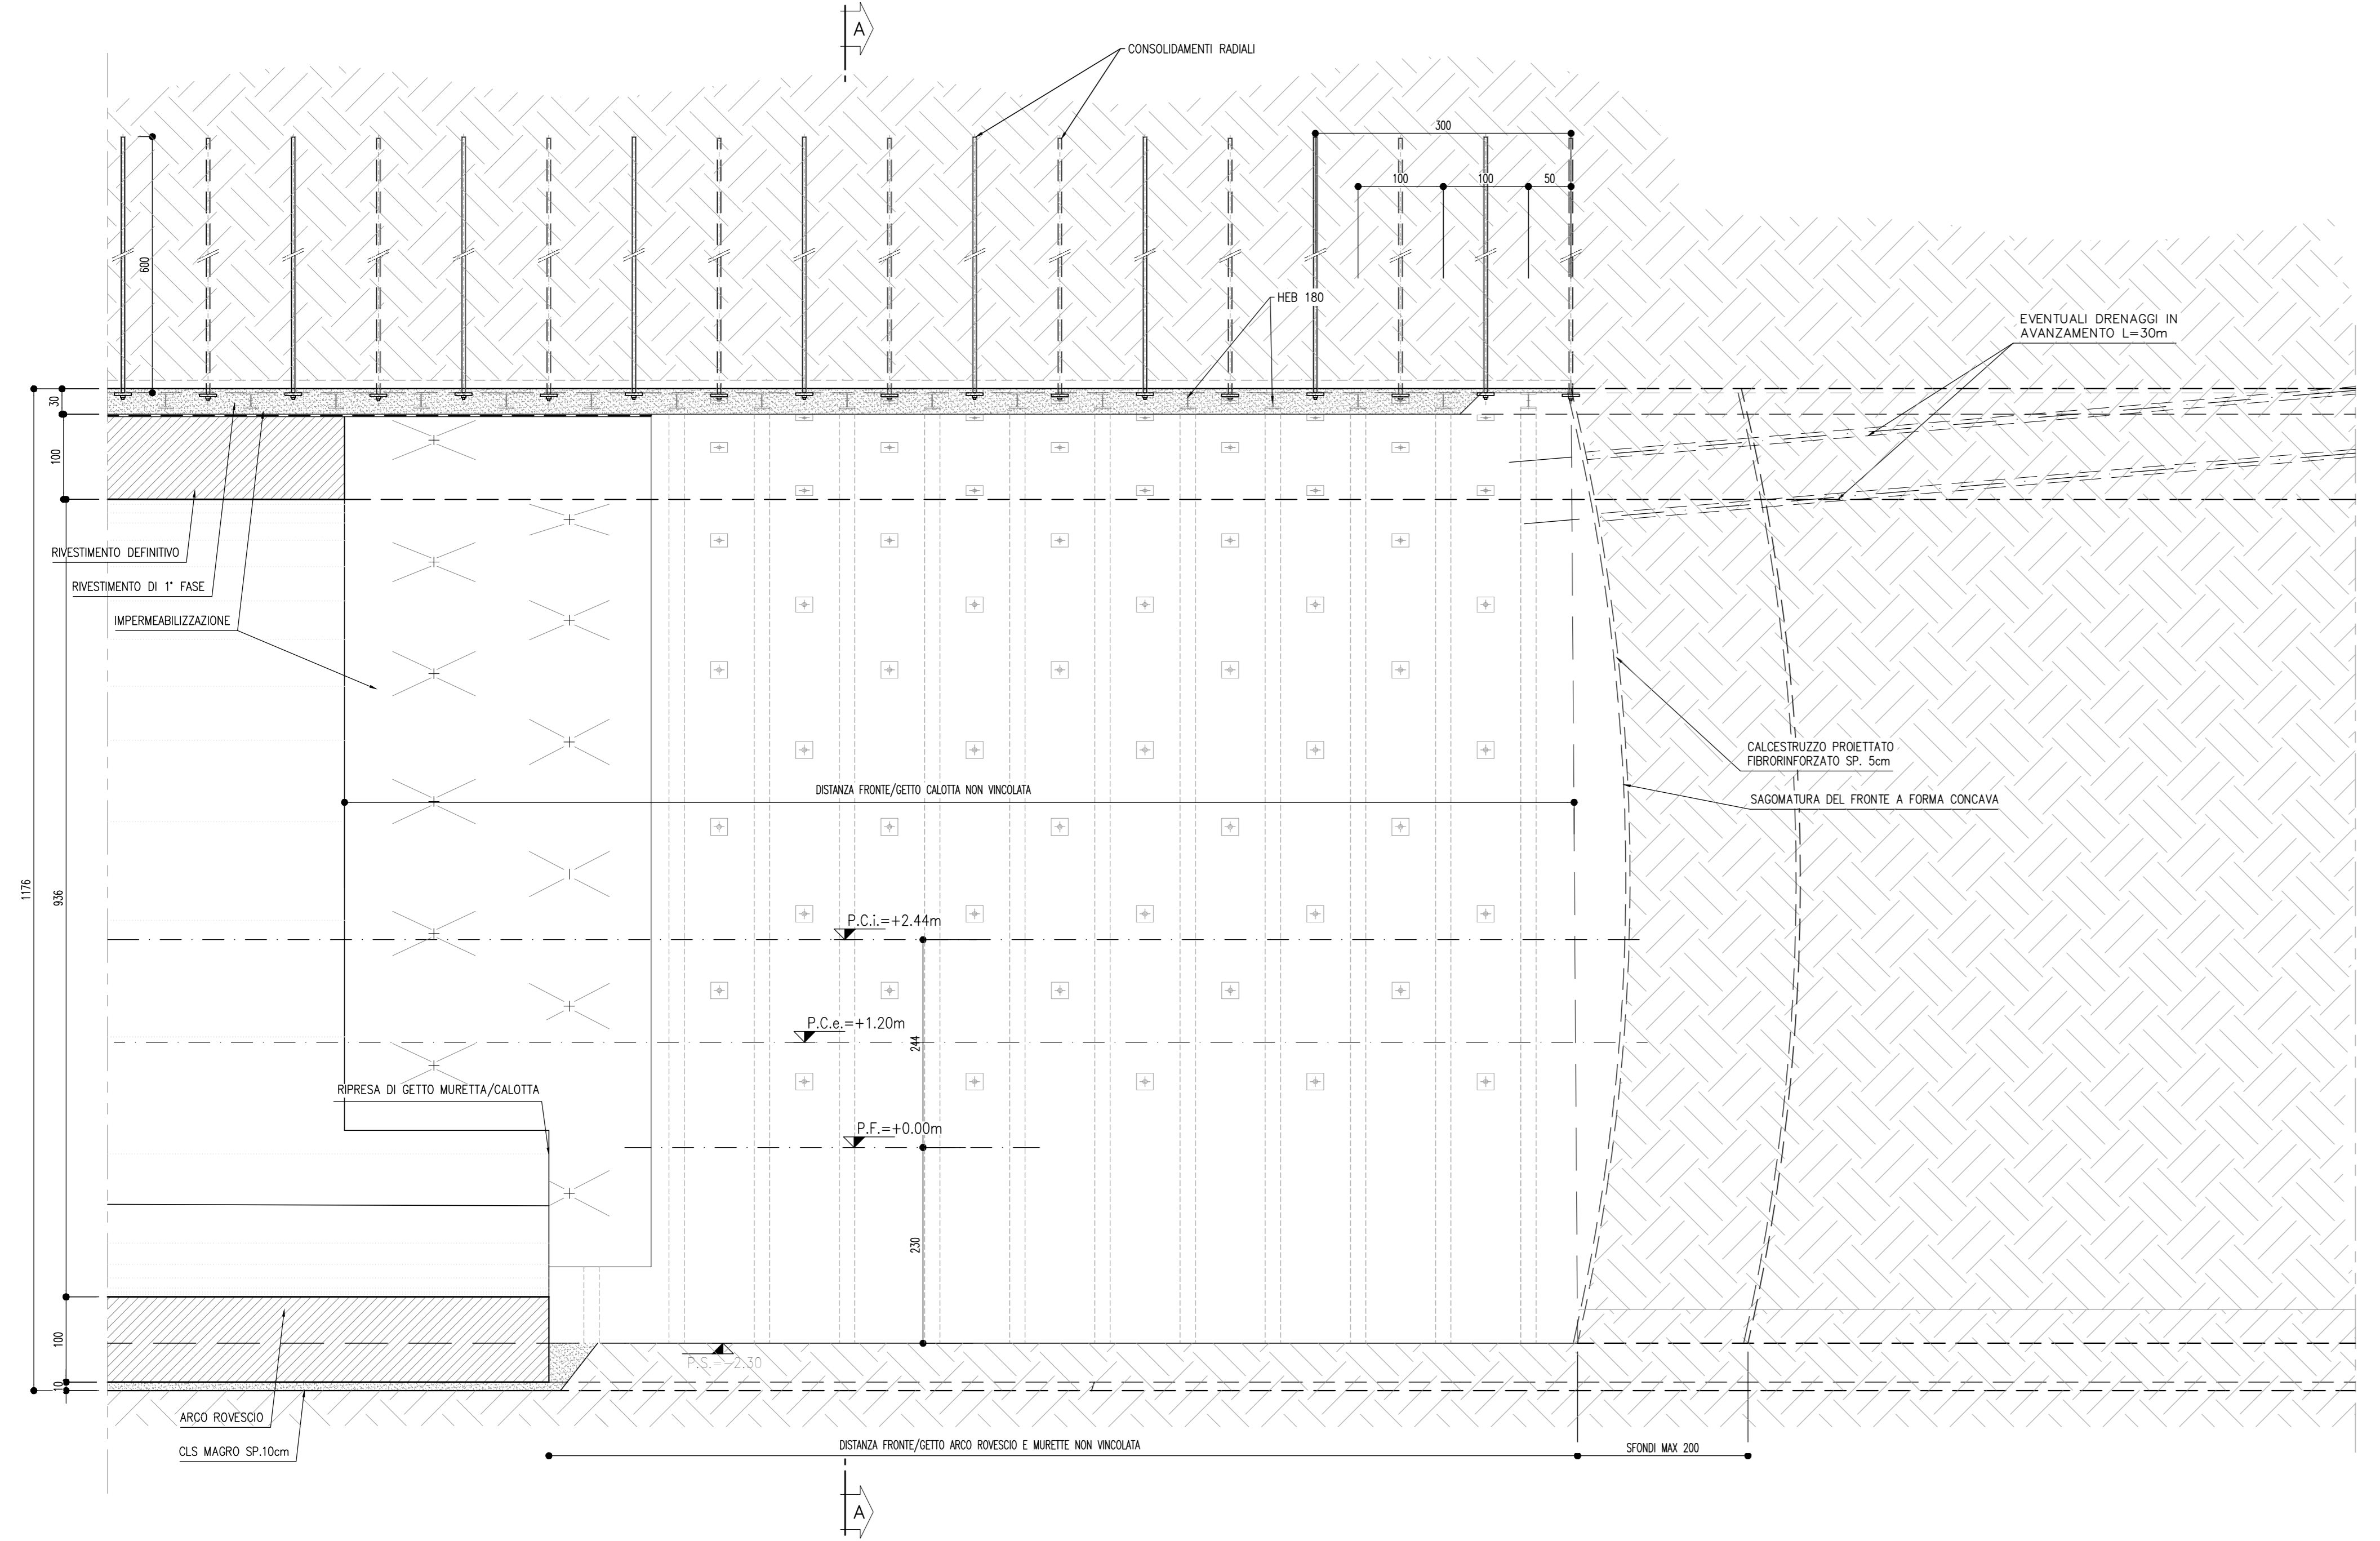 A
CONSOLIDAMENTI RADIALI
300
100
100
50
600
HEB 180
EVENTUALI DRENAGGI IN
AVANZAMENTO L=30m
30
100
RIVESTIMENTO DEFINITIVO
RIVESTIMENTO DI 1° FASE
IMPERMEABILIZZAZIONE
CALCESTRUZZO PROIETTATO
FIBRORINFORZATO SP. 5cm
DISTANZA FRONTE/GETTO CALOTTA NON VINCOLATA
SAGOMATURA DEL FRONTE A FORMA CONCAVA
1176
936
P.C.i.=+2.44m
P.C.e.=+1.20m
244
RIPRESA DI GETTO MURETTA/CALOTTA
P.F.=+0.00m
230
100
P.S.=-2.30
10
ARCO ROVESCIO
CLS MAGRO SP.10cm
DISTANZA FRONTE/GETTO ARCO ROVESCIO E MURETTE NON VINCOLATA
SFONDI MAX 200
A